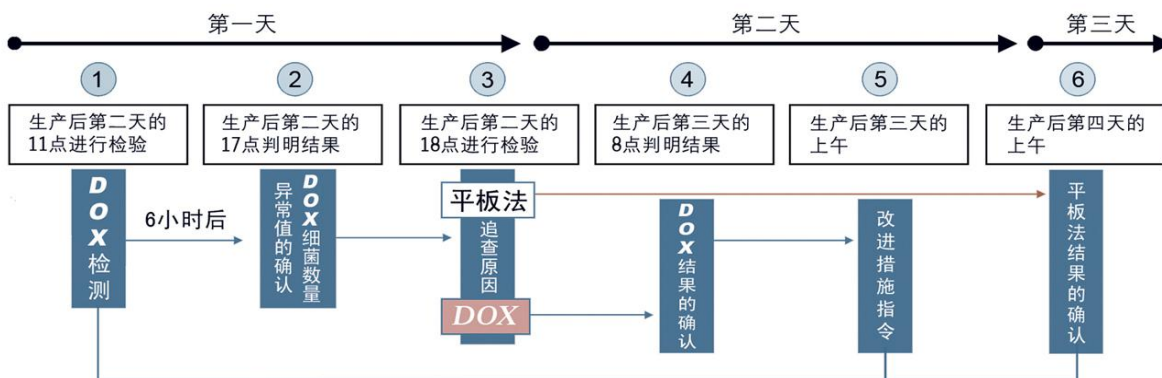 第一天
第二天
第三天
1
2
3
4
5
6
生产后第二天的
11点进行检验
生产后第二天的
17点判明结果
生产后第二天的
18点进行检验
生产后第三天的
8点判明结果
生产后第三天的
上午
生产后第四天的
上午
DOX检测
6小时后
DOX细菌数量
异常值的确认
平板法
追查原因
DOX
DOX结果的确认
改进措施指令
平板法结果的确认